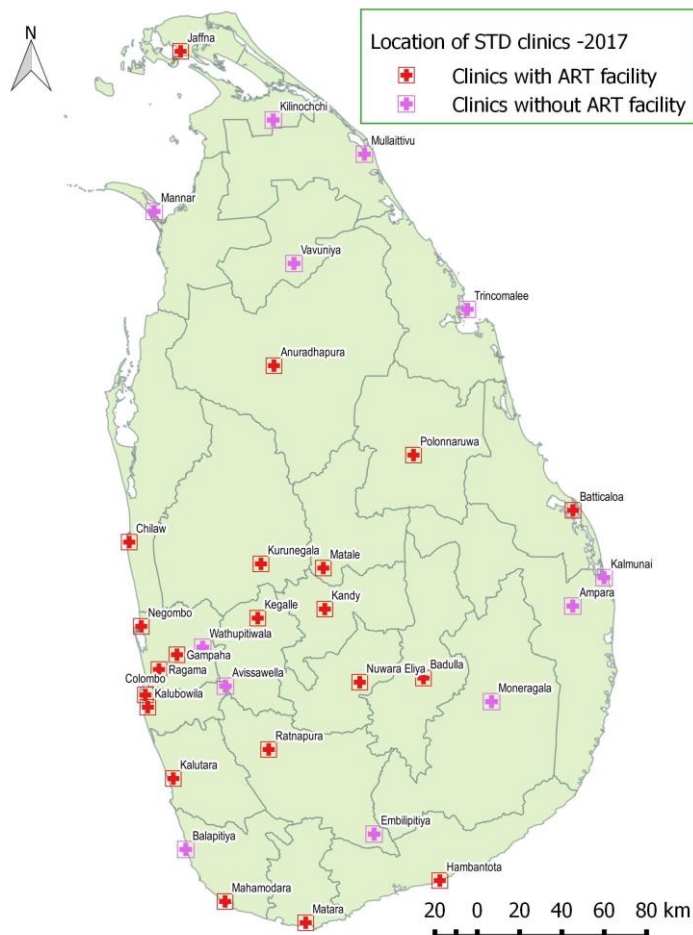 Location of STD clinics -2017
Clinics with ART facility
Clinics without ART facility
N
Jaffna
Kilinochchi
Mullaittivu
Mannar
Vavuniya
Trincomalee
Anuradhapura
Polonnaruwa
Batticaloa
Chilaw
Kurunegala
Matale
Kalmunai
Ampara
Kandy
Kegalle
Negombo
Wathupitiwala
Gampaha
Ragama
Avissawella
Nuwara Eliya
Badulla
Colombo
Kalubowila
Moneragala
Ratnapura
Kalutara
Embilipitiya
Balapitiya
Hambantota
Mahamodara
Matara
20 0 20 40 60 80 km